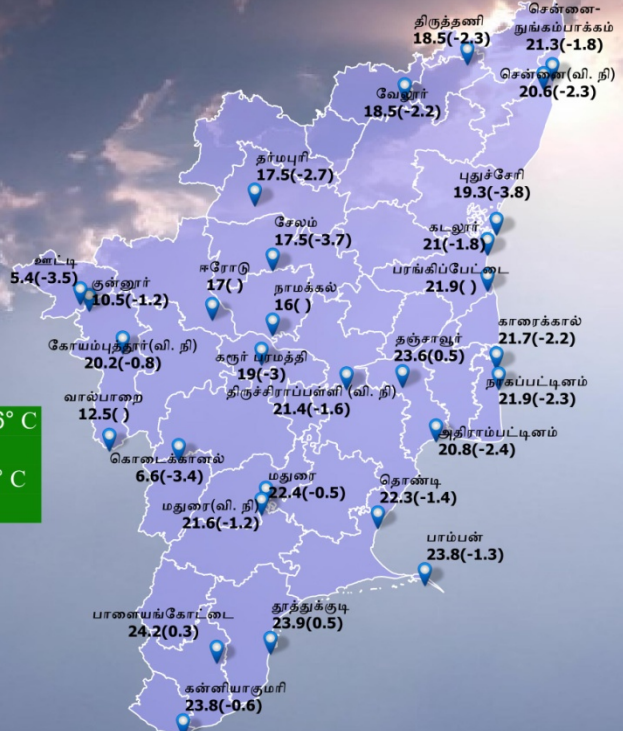 சென்னை-
நுங்கம்பாக்கம்
21.3(-1.8)
திருத்தணி
18.5(-2.3)
சென்னை(வி. நி)
20.6(-2.3)
வேலூர்
18.5(-2.2)
தர்மபுரி
17.5(-2.7)
புதுச்சேரி
19.3(-3.8)
சேலம்
17.5(-3.7)
கடலூர்
21(-1.8)
ஊட்டி
5.4(-3.5)
குன்னூர்
10.5(-1.2)
ஈரோடு
17( )
நாமக்கல்
16( )
பரங்கிப்பேட்டை
21.9( )
காரைக்கால்
21.7(-2.2)
கோயம்புத்தூர்(வி. நி)
20.2(-0.8)
கரூர் பரமத்தி
19(-3)
தஞ்சாவூர்
23.6(0.5)
திருச்சிராப்பள்ளி (வி. நி)
21.4(-1.6)
நாகப்பட்டினம்
21.9(-2.3)
வால்பாறை
12.5( )
° C
அதிராம்பட்டினம்
20.8(-2.4)
கொடைக்கானல்
6.6(-3.4)
° C
மதுரை
22.4(-0.5)
தொண்டி
22.3(-1.4)
மதுரை(வி. நி)
21.6(-1.2)
பாம்பன்
23.8(-1.3)
பாளையங்கோட்டை
24.2(0.3)
தூத்துக்குடி
23.9(0.5)
கன்னியாகுமரி
23.8(-0.6)